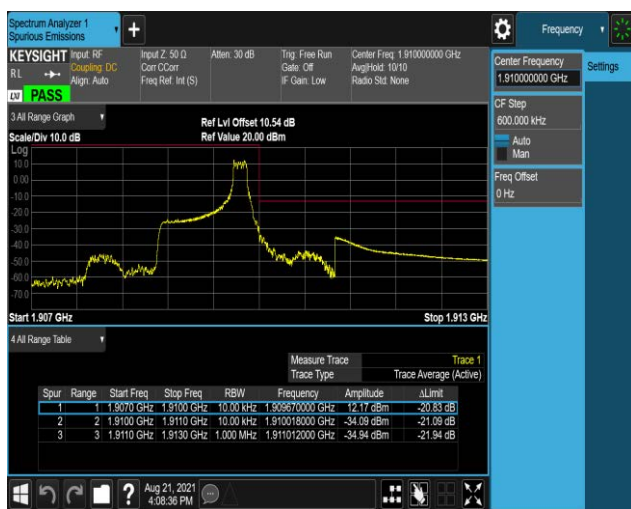 Spectrum Analyzer 1
Spurious Emissions
+
Frequency
KEYSIGHT
RL
LXI
PASS
Input: RF
Coupling: DC
Align: Auto
Input Z: 50 Ω
Corr CCorr
Freq Ref: Int (S)
Atten: 30 dB
Trig: Free Run
Gate: Off
IF Gain: Low
Center Freq: 1.910000000 GHz
Avg|Hold: 10/10
Radio Std: None
Center Frequency
1.910000000 GHz
Settings
CF Step
600.000 kHz
Auto
Man
Freq Offset
0 Hz
3 All Range Graph
Scale/Div 10.0 dB
Ref Lvl Offset 10.54 dB
Ref Value 20.00 dBm
Log
10.0
0.00
-10.0
-20.0
-30.0
-40.0
-50.0
-60.0
-70.0
Start 1.907 GHz
Stop 1.913 GHz
4 All Range Table
Measure Trace Trace 1
Trace Type Trace Average (Active)
Spur Range Start Freq Stop Freq RBW Frequency Amplitude ΔLimit
1 1 1.9070 GHz 1.9100 GHz 10.00 kHz 1.909670000 GHz 12.17 dBm -20.83 dB
2 2 1.9100 GHz 1.9110 GHz 10.00 kHz 1.910018000 GHz -34.09 dBm -21.09 dB
3 3 1.9110 GHz 1.9130 GHz 1.000 MHz 1.911012000 GHz -34.94 dBm -21.94 dB
?
Aug 21, 2021
4:08:36 PM